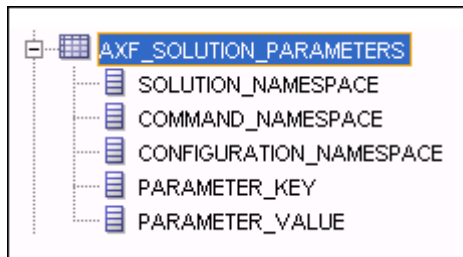 AXF_SOLUTION_PARAMETERS
SOLUTION_NAMESPACE
COMMAND_NAMESPACE
CONFIGURATION_NAMESPACE
PARAMETER_KEY
PARAMETER_VALUE